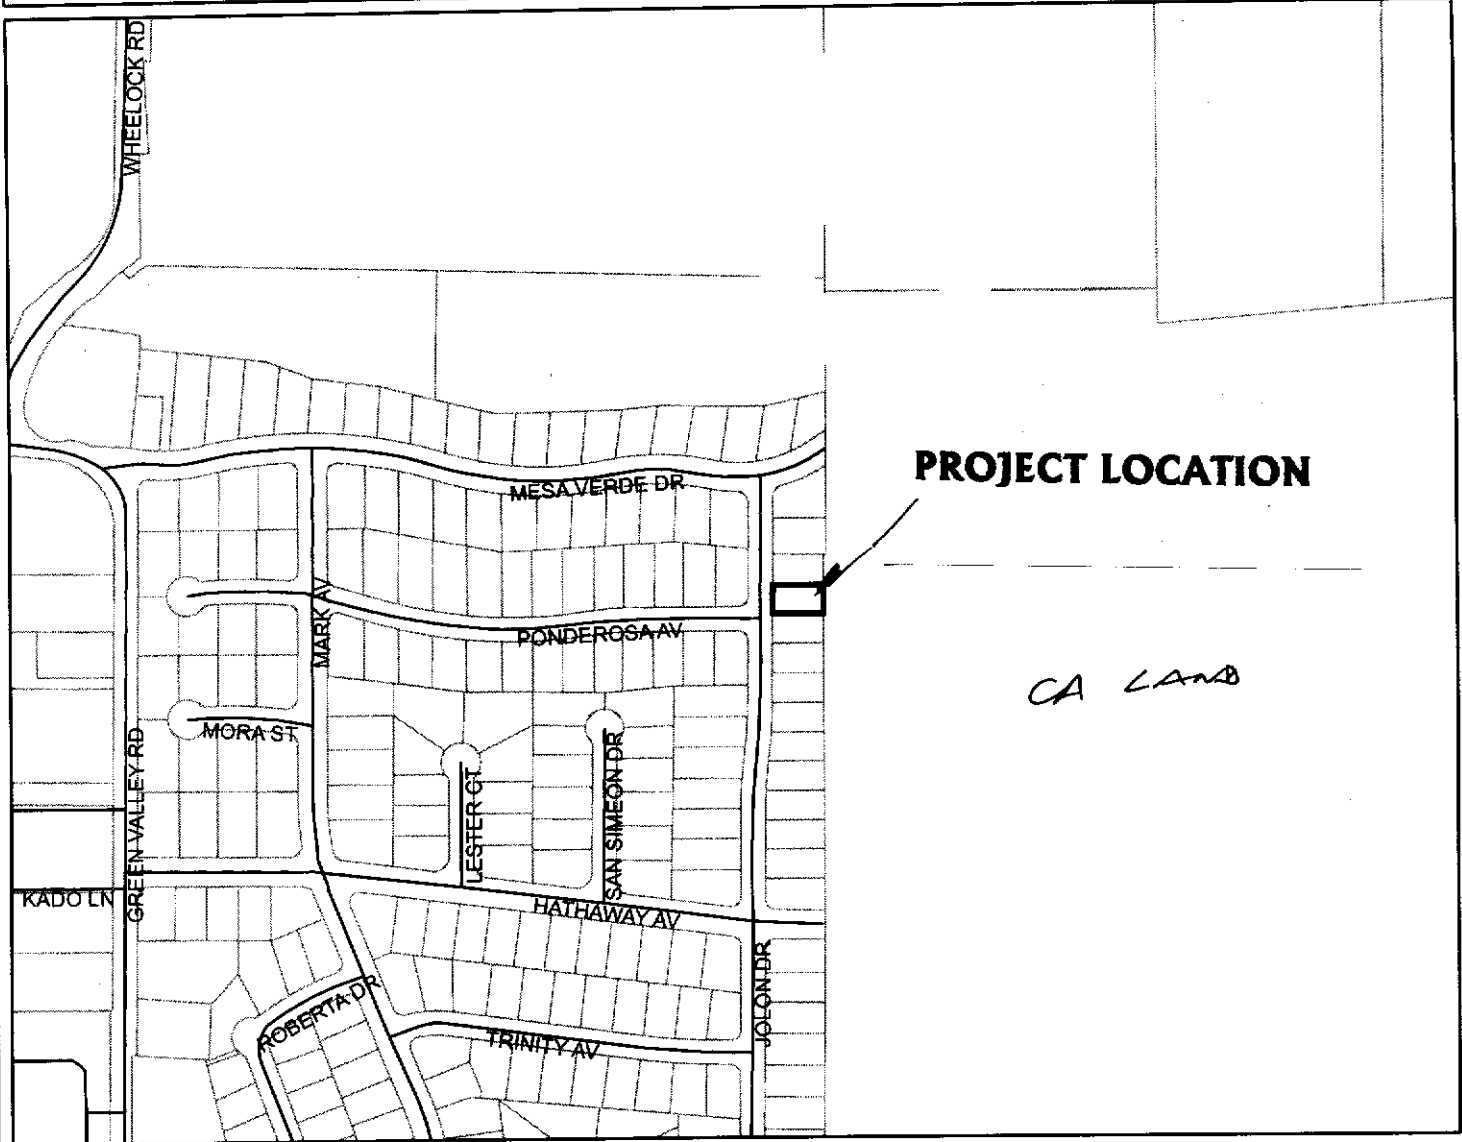 WHEELOCK RD
PROJECT LOCATION
MESA VERDE DR
MARK AV
PONDEROSA AV
CA LAND
MORA ST
GREEN VALLEY RD
LESTER CT
SAN SIMEON DR
KADO LN
HATHAWAY AV
JOLON DR
ROBERTA DR
TRINITY AV